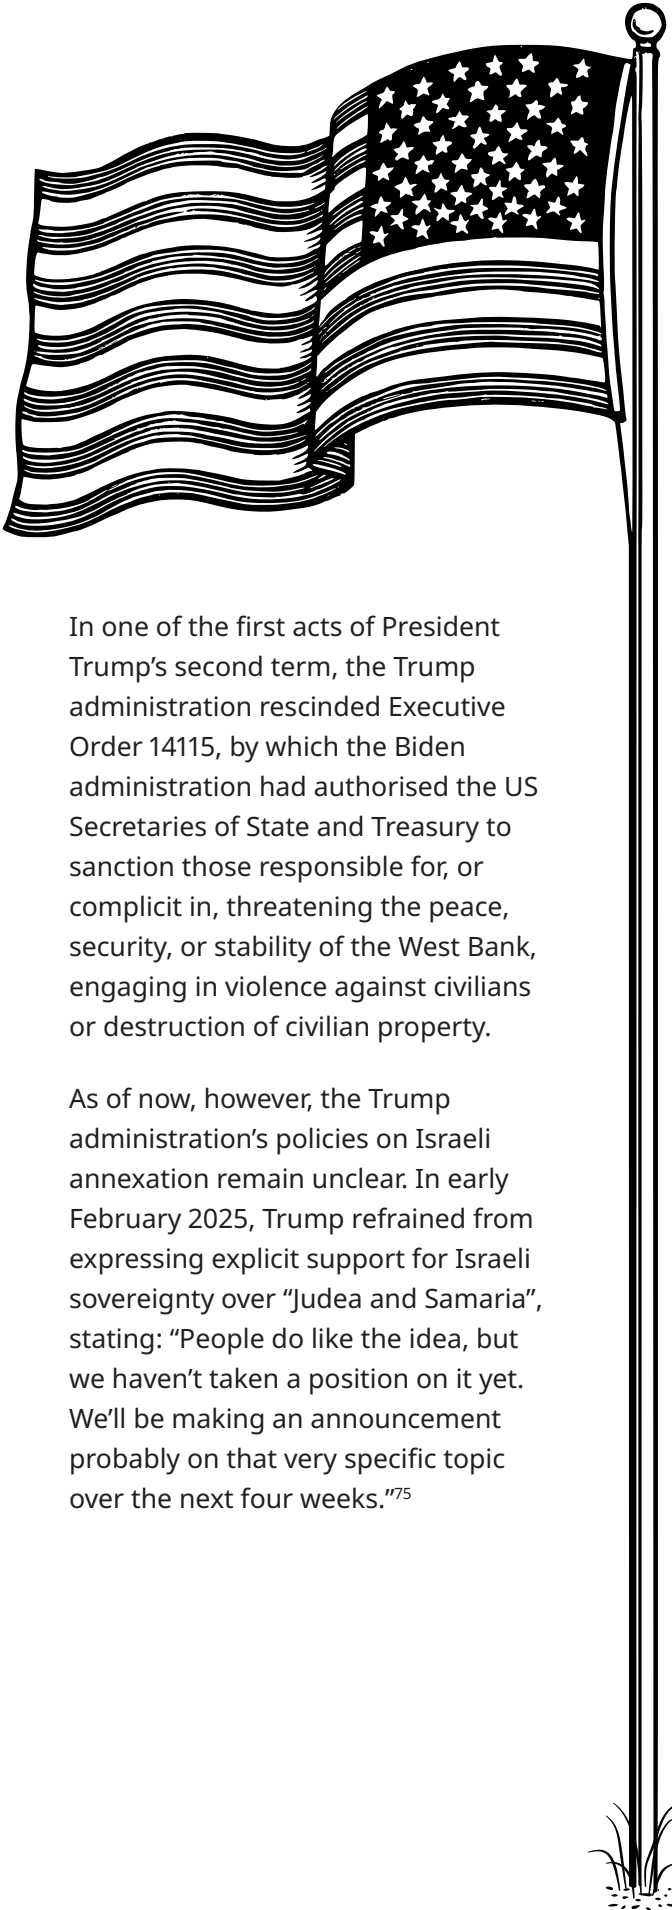 In one of the first acts of President
Trump’s second term, the Trump
administration rescinded Executive
Order 14115, by which the Biden
administration had authorised the US
Secretaries of State and Treasury to
sanction those responsible for, or
complicit in, threatening the peace,
security, or stability of the West Bank,
engaging in violence against civilians
or destruction of civilian property.
As of now, however, the Trump
administration’s policies on Israeli
annexation remain unclear. In early
February 2025, Trump refrained from
expressing explicit support for Israeli
sovereignty over “Judea and Samaria”,
stating: “People do like the idea, but
we haven’t taken a position on it yet.
We’ll be making an announcement
probably on that very specific topic
over the next four weeks.”75